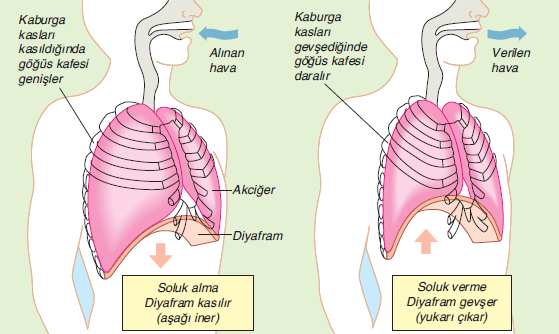 Kaburga
kasları
kasıldığında
göğüs kafesi
genişler
Alınan
hava
Akciğer
Diyafram
Soluk alma
Diyafram kasılır
(aşağı iner)
Kaburga
kasları
gevşediğinde
göğüs kafesi
daralır
Verilen
hava
Soluk verme
Diyafram gevşer
(yukarı çıkar)